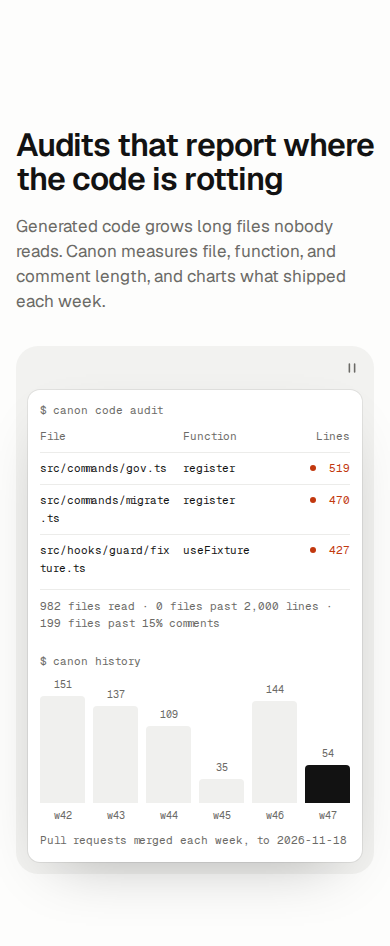 Audits that report where
the code is rotting
Generated code grows long files nobody
reads. Canon measures file, function, and
comment length, and charts what shipped
each week.
$ canon code audit
File Function Lines
src/commands/gov.ts register 519
src/commands/migrate
.ts register 470
src/hooks/guard/fix
ture.ts useFixture 427
982 files read · 0 files past 2,000 lines ·
199 files past 15% comments
$ canon history
151 137 109 35 144 54
w42 w43 w44 w45 w46 w47
Pull requests merged each week, to 2026-11-18